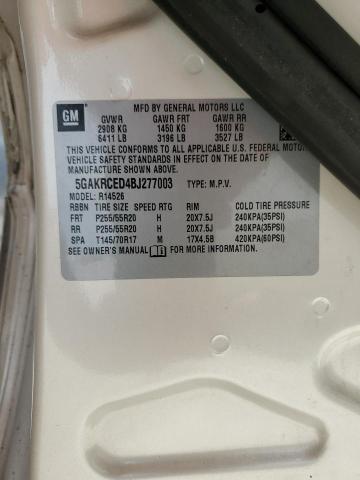 GM
MFD BY GENERAL MOTORS LLC
GVWR GAWR FRT GAWR RR
2908 KG 1450 KG 1600 KG
6411 LB 3196 LB 3527 LB
THIS VEHICLE CONFORMS TO ALL APPLICABLE U.S. FEDERAL MOTOR
VEHICLE SAFETY AND THEFT PREVENTION STANDARDS IN EFFECT ON THE DATE OF
MANUFACTURE SHOWN ABOVE.
5GAKRCED4BJ277003 TYPE: M.P.V.
MODEL: R14526
RBBN TIRE SIZE SPEED RTG RIM COLD TIRE PRESSURE
FRT P255/55R20 H 20X7.5J 240KPA(35PSI)
RR P255/55R20 H 20X7.5J 240KPA(35PSI)
SPA T145/70R17 M 17X4.5B 420KPA(60PSI)
SEE OWNER'S MANUAL FOR MORE INFORMATION.